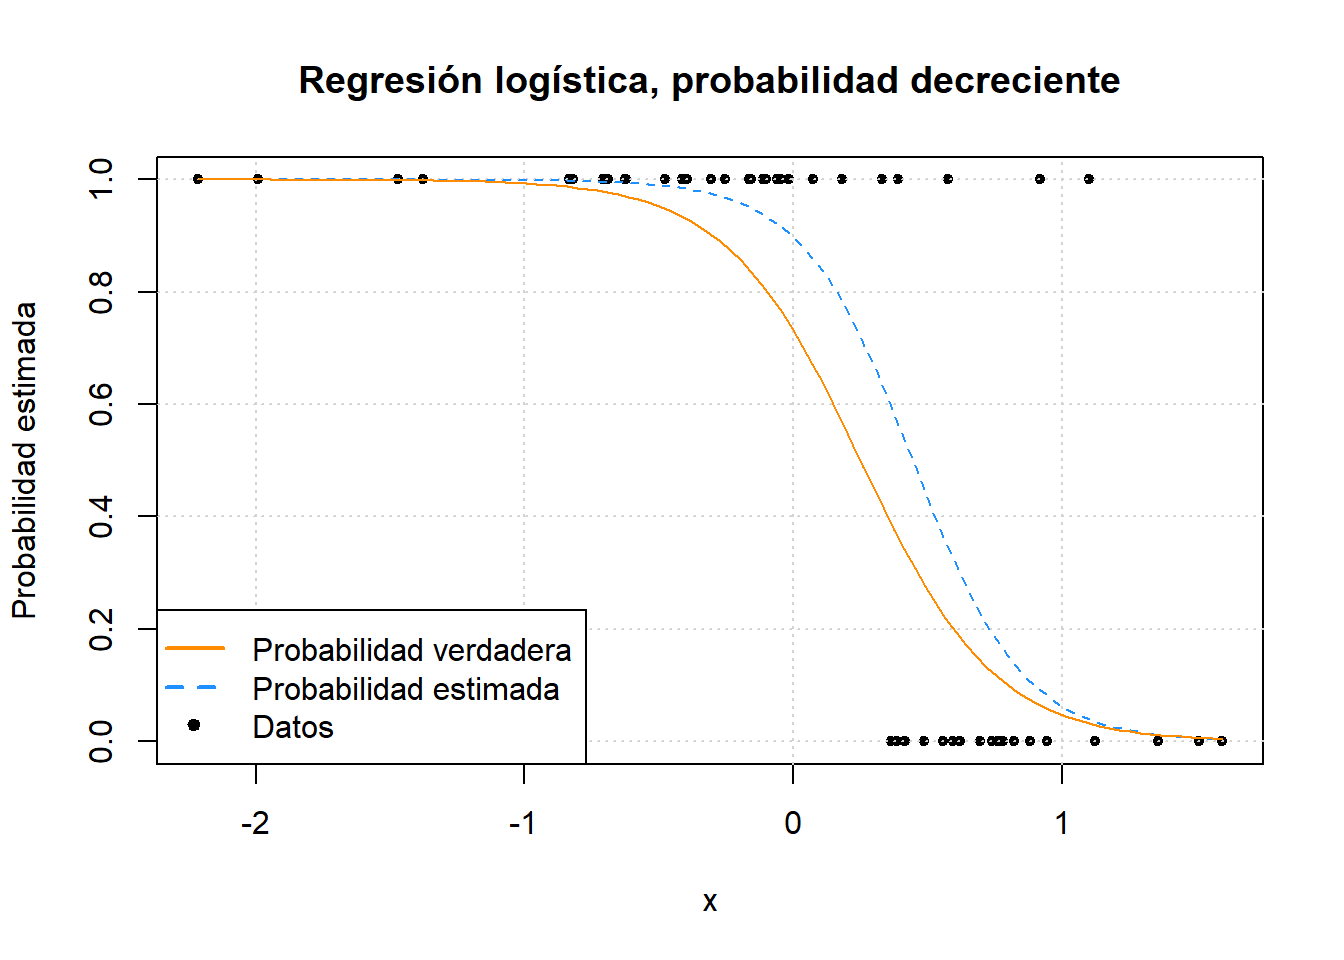 Regresión logística, probabilidad decreciente
Probabilidad estimada
1.0
0.8
0.6
0.4
0.2
0.0
Probabilidad verdadera
Probabilidad estimada
Datos
-2
-1
0
1
x